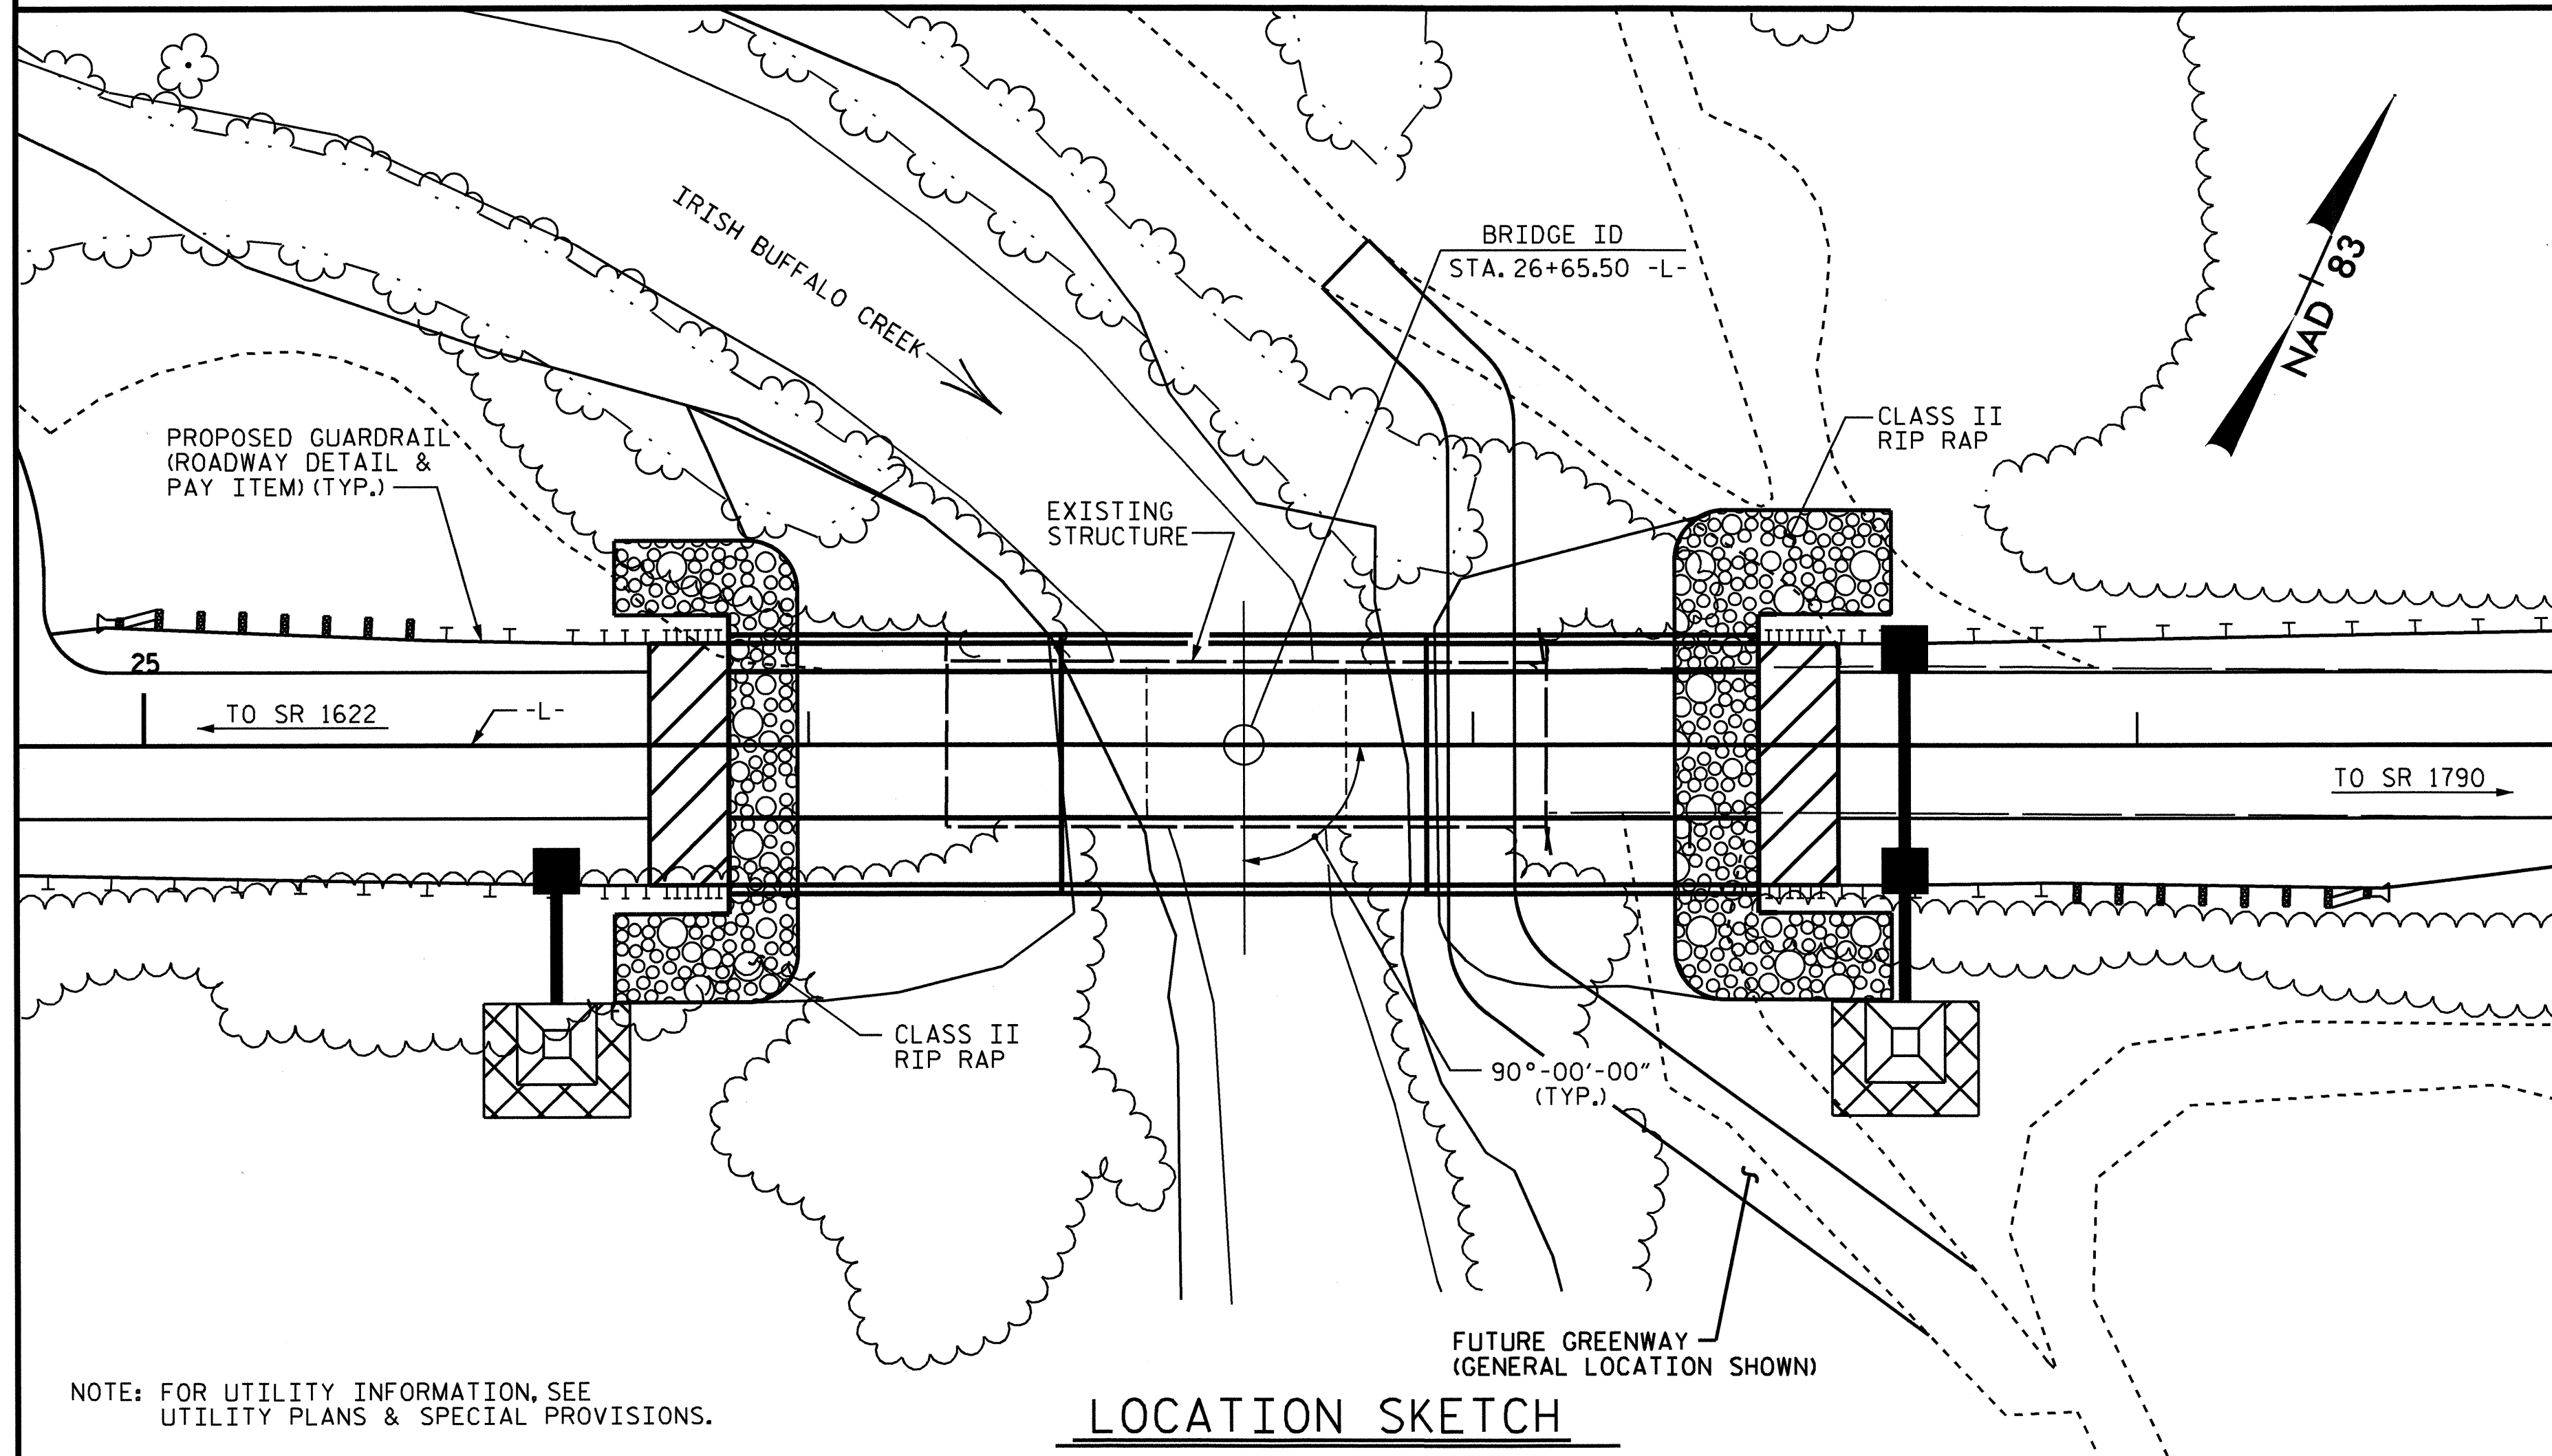 IRISH BUFFALO CREEK
BRIDGE ID
STA. 26+65.50 -L-
NAD 83
PROPOSED GUARDRAIL
(ROADWAY DETAIL &
PAY ITEM) (TYP.)
CLASS II
RIP RAP
EXISTING
STRUCTURE
25
TO SR 1622
-L-
TO SR 1790
CLASS II
RIP RAP
90°-00'-00"
(TYP.)
FUTURE GREENWAY
(GENERAL LOCATION SHOWN)
NOTE: FOR UTILITY INFORMATION, SEE
UTILITY PLANS & SPECIAL PROVISIONS.
LOCATION SKETCH